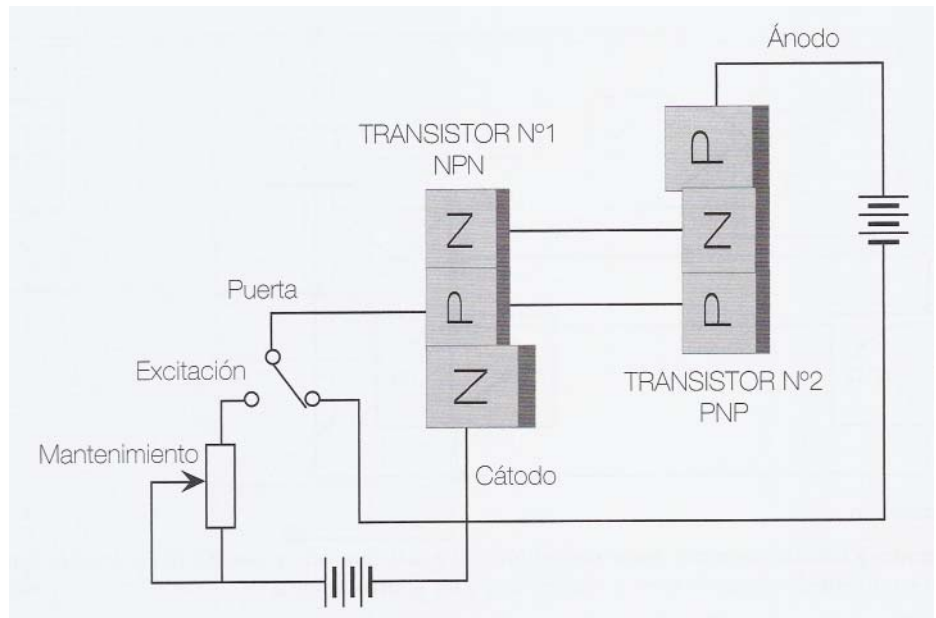 Ánodo
TRANSISTOR Nº1
NPN
P
N
N
Puerta
P
P
Excitación
N
TRANSISTOR Nº2
PNP
Mantenimiento
Cátodo